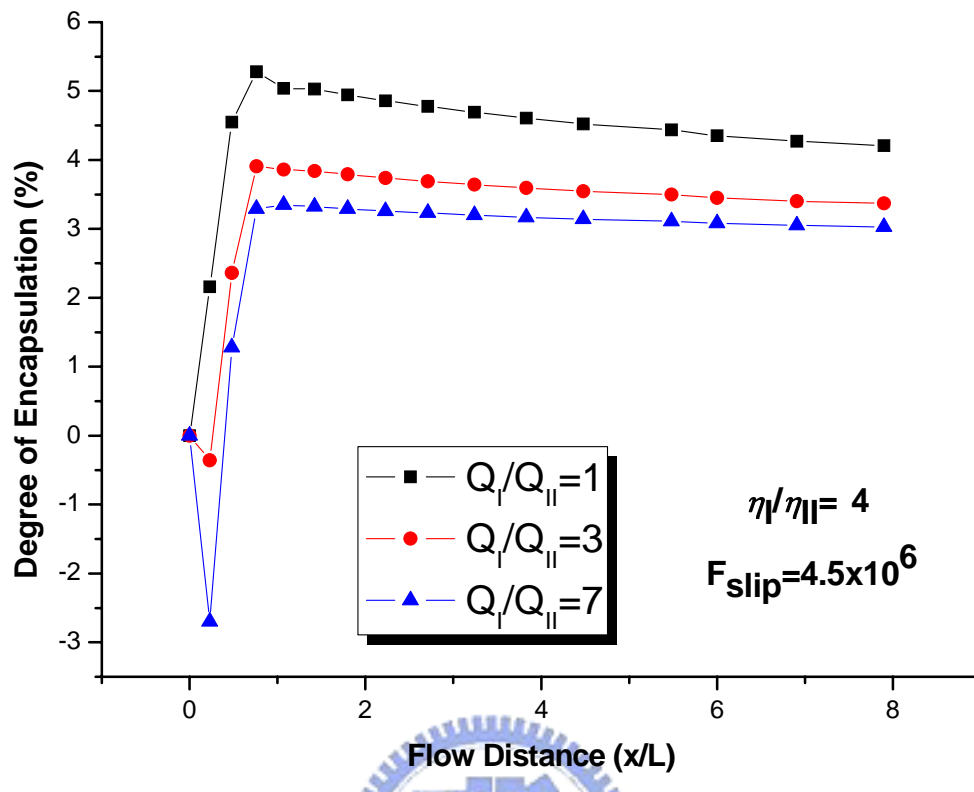 6
5
4
3
2
1
0
-1
-2
-3
Degree of Encapsulation (%)
Q_I/Q_II=1
Q_I/Q_II=3
Q_I/Q_II=7
η_I/η_II= 4
F_slip=4.5x10^6
0 2 4 6 8
Flow Distance (x/L)